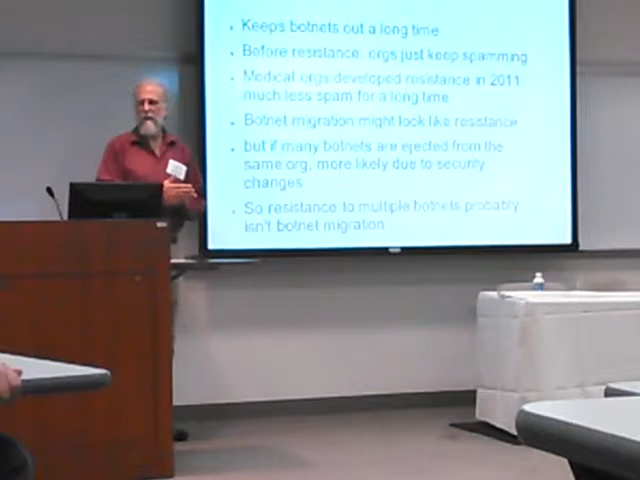 Keeps botnets out a long time
Before resistance, orgs just keep spamming
Medical orgs developed resistance in 2011
much less spam for a long time
Botnet migration might look like resistance
but if many botnets are ejected from the
same org, more likely due to security
changes
So resistance to multiple botnets probably
isn't botnet migration